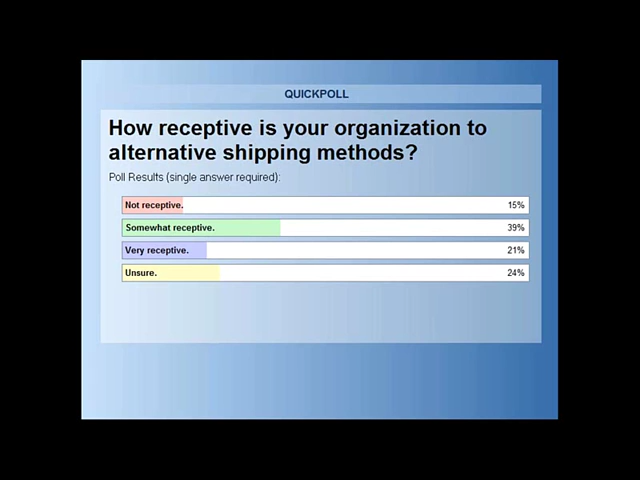 QUICKPOLL
How receptive is your organization to
alternative shipping methods?
Poll Results (single answer required):
Not receptive. 15%
Somewhat receptive. 39%
Very receptive. 21%
Unsure. 24%